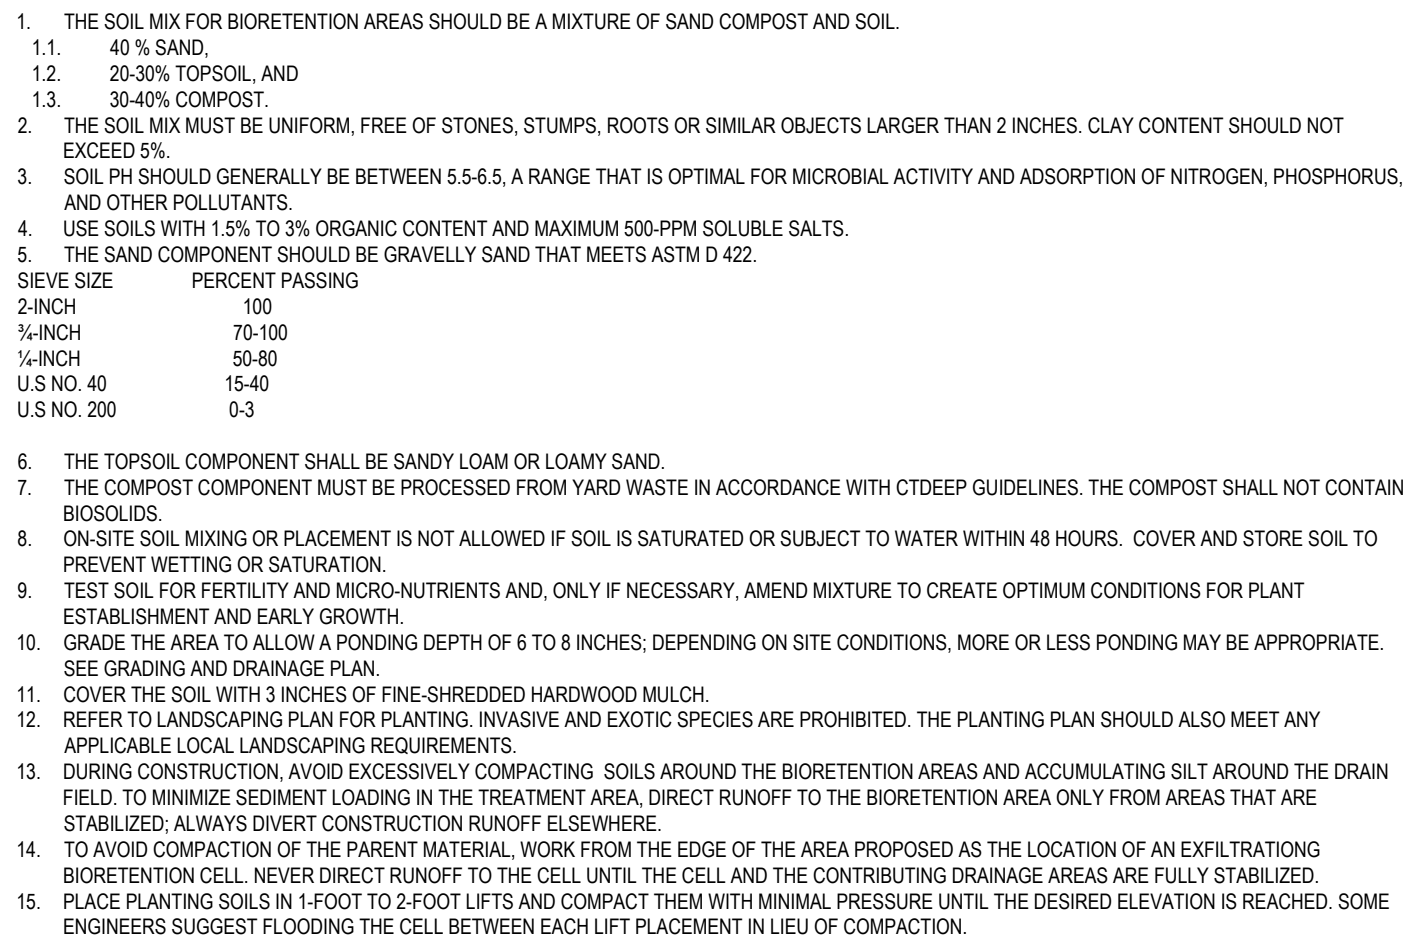 1. THE SOIL MIX FOR BIORETENTION AREAS SHOULD BE A MIXTURE OF SAND COMPOST AND SOIL.
1.1. 40 % SAND,
1.2. 20-30% TOPSOIL, AND
1.3. 30-40% COMPOST.
2. THE SOIL MIX MUST BE UNIFORM, FREE OF STONES, STUMPS, ROOTS OR SIMILAR OBJECTS LARGER THAN 2 INCHES. CLAY CONTENT SHOULD NOT
EXCEED 5%.
3. SOIL PH SHOULD GENERALLY BE BETWEEN 5.5-6.5, A RANGE THAT IS OPTIMAL FOR MICROBIAL ACTIVITY AND ADSORPTION OF NITROGEN, PHOSPHORUS,
AND OTHER POLLUTANTS.
4. USE SOILS WITH 1.5% TO 3% ORGANIC CONTENT AND MAXIMUM 500-PPM SOLUBLE SALTS.
5. THE SAND COMPONENT SHOULD BE GRAVELLY SAND THAT MEETS ASTM D 422.
SIEVE SIZE PERCENT PASSING
2-INCH 100
¾-INCH 70-100
¼-INCH 50-80
U.S NO. 40 15-40
U.S NO. 200 0-3
6. THE TOPSOIL COMPONENT SHALL BE SANDY LOAM OR LOAMY SAND.
7. THE COMPOST COMPONENT MUST BE PROCESSED FROM YARD WASTE IN ACCORDANCE WITH CTDEEP GUIDELINES. THE COMPOST SHALL NOT CONTAIN
BIOSOLIDS.
8. ON-SITE SOIL MIXING OR PLACEMENT IS NOT ALLOWED IF SOIL IS SATURATED OR SUBJECT TO WATER WITHIN 48 HOURS. COVER AND STORE SOIL TO
PREVENT WETTING OR SATURATION.
9. TEST SOIL FOR FERTILITY AND MICRO-NUTRIENTS AND, ONLY IF NECESSARY, AMEND MIXTURE TO CREATE OPTIMUM CONDITIONS FOR PLANT
ESTABLISHMENT AND EARLY GROWTH.
10. GRADE THE AREA TO ALLOW A PONDING DEPTH OF 6 TO 8 INCHES; DEPENDING ON SITE CONDITIONS, MORE OR LESS PONDING MAY BE APPROPRIATE.
SEE GRADING AND DRAINAGE PLAN.
11. COVER THE SOIL WITH 3 INCHES OF FINE-SHREDDED HARDWOOD MULCH.
12. REFER TO LANDSCAPING PLAN FOR PLANTING. INVASIVE AND EXOTIC SPECIES ARE PROHIBITED. THE PLANTING PLAN SHOULD ALSO MEET ANY
APPLICABLE LOCAL LANDSCAPING REQUIREMENTS.
13. DURING CONSTRUCTION, AVOID EXCESSIVELY COMPACTING SOILS AROUND THE BIORETENTION AREAS AND ACCUMULATING SILT AROUND THE DRAIN
FIELD. TO MINIMIZE SEDIMENT LOADING IN THE TREATMENT AREA, DIRECT RUNOFF TO THE BIORETENTION AREA ONLY FROM AREAS THAT ARE
STABILIZED; ALWAYS DIVERT CONSTRUCTION RUNOFF ELSEWHERE.
14. TO AVOID COMPACTION OF THE PARENT MATERIAL, WORK FROM THE EDGE OF THE AREA PROPOSED AS THE LOCATION OF AN EXFILTRATIONG
BIORETENTION CELL. NEVER DIRECT RUNOFF TO THE CELL UNTIL THE CELL AND THE CONTRIBUTING DRAINAGE AREAS ARE FULLY STABILIZED.
15. PLACE PLANTING SOILS IN 1-FOOT TO 2-FOOT LIFTS AND COMPACT THEM WITH MINIMAL PRESSURE UNTIL THE DESIRED ELEVATION IS REACHED. SOME
ENGINEERS SUGGEST FLOODING THE CELL BETWEEN EACH LIFT PLACEMENT IN LIEU OF COMPACTION.